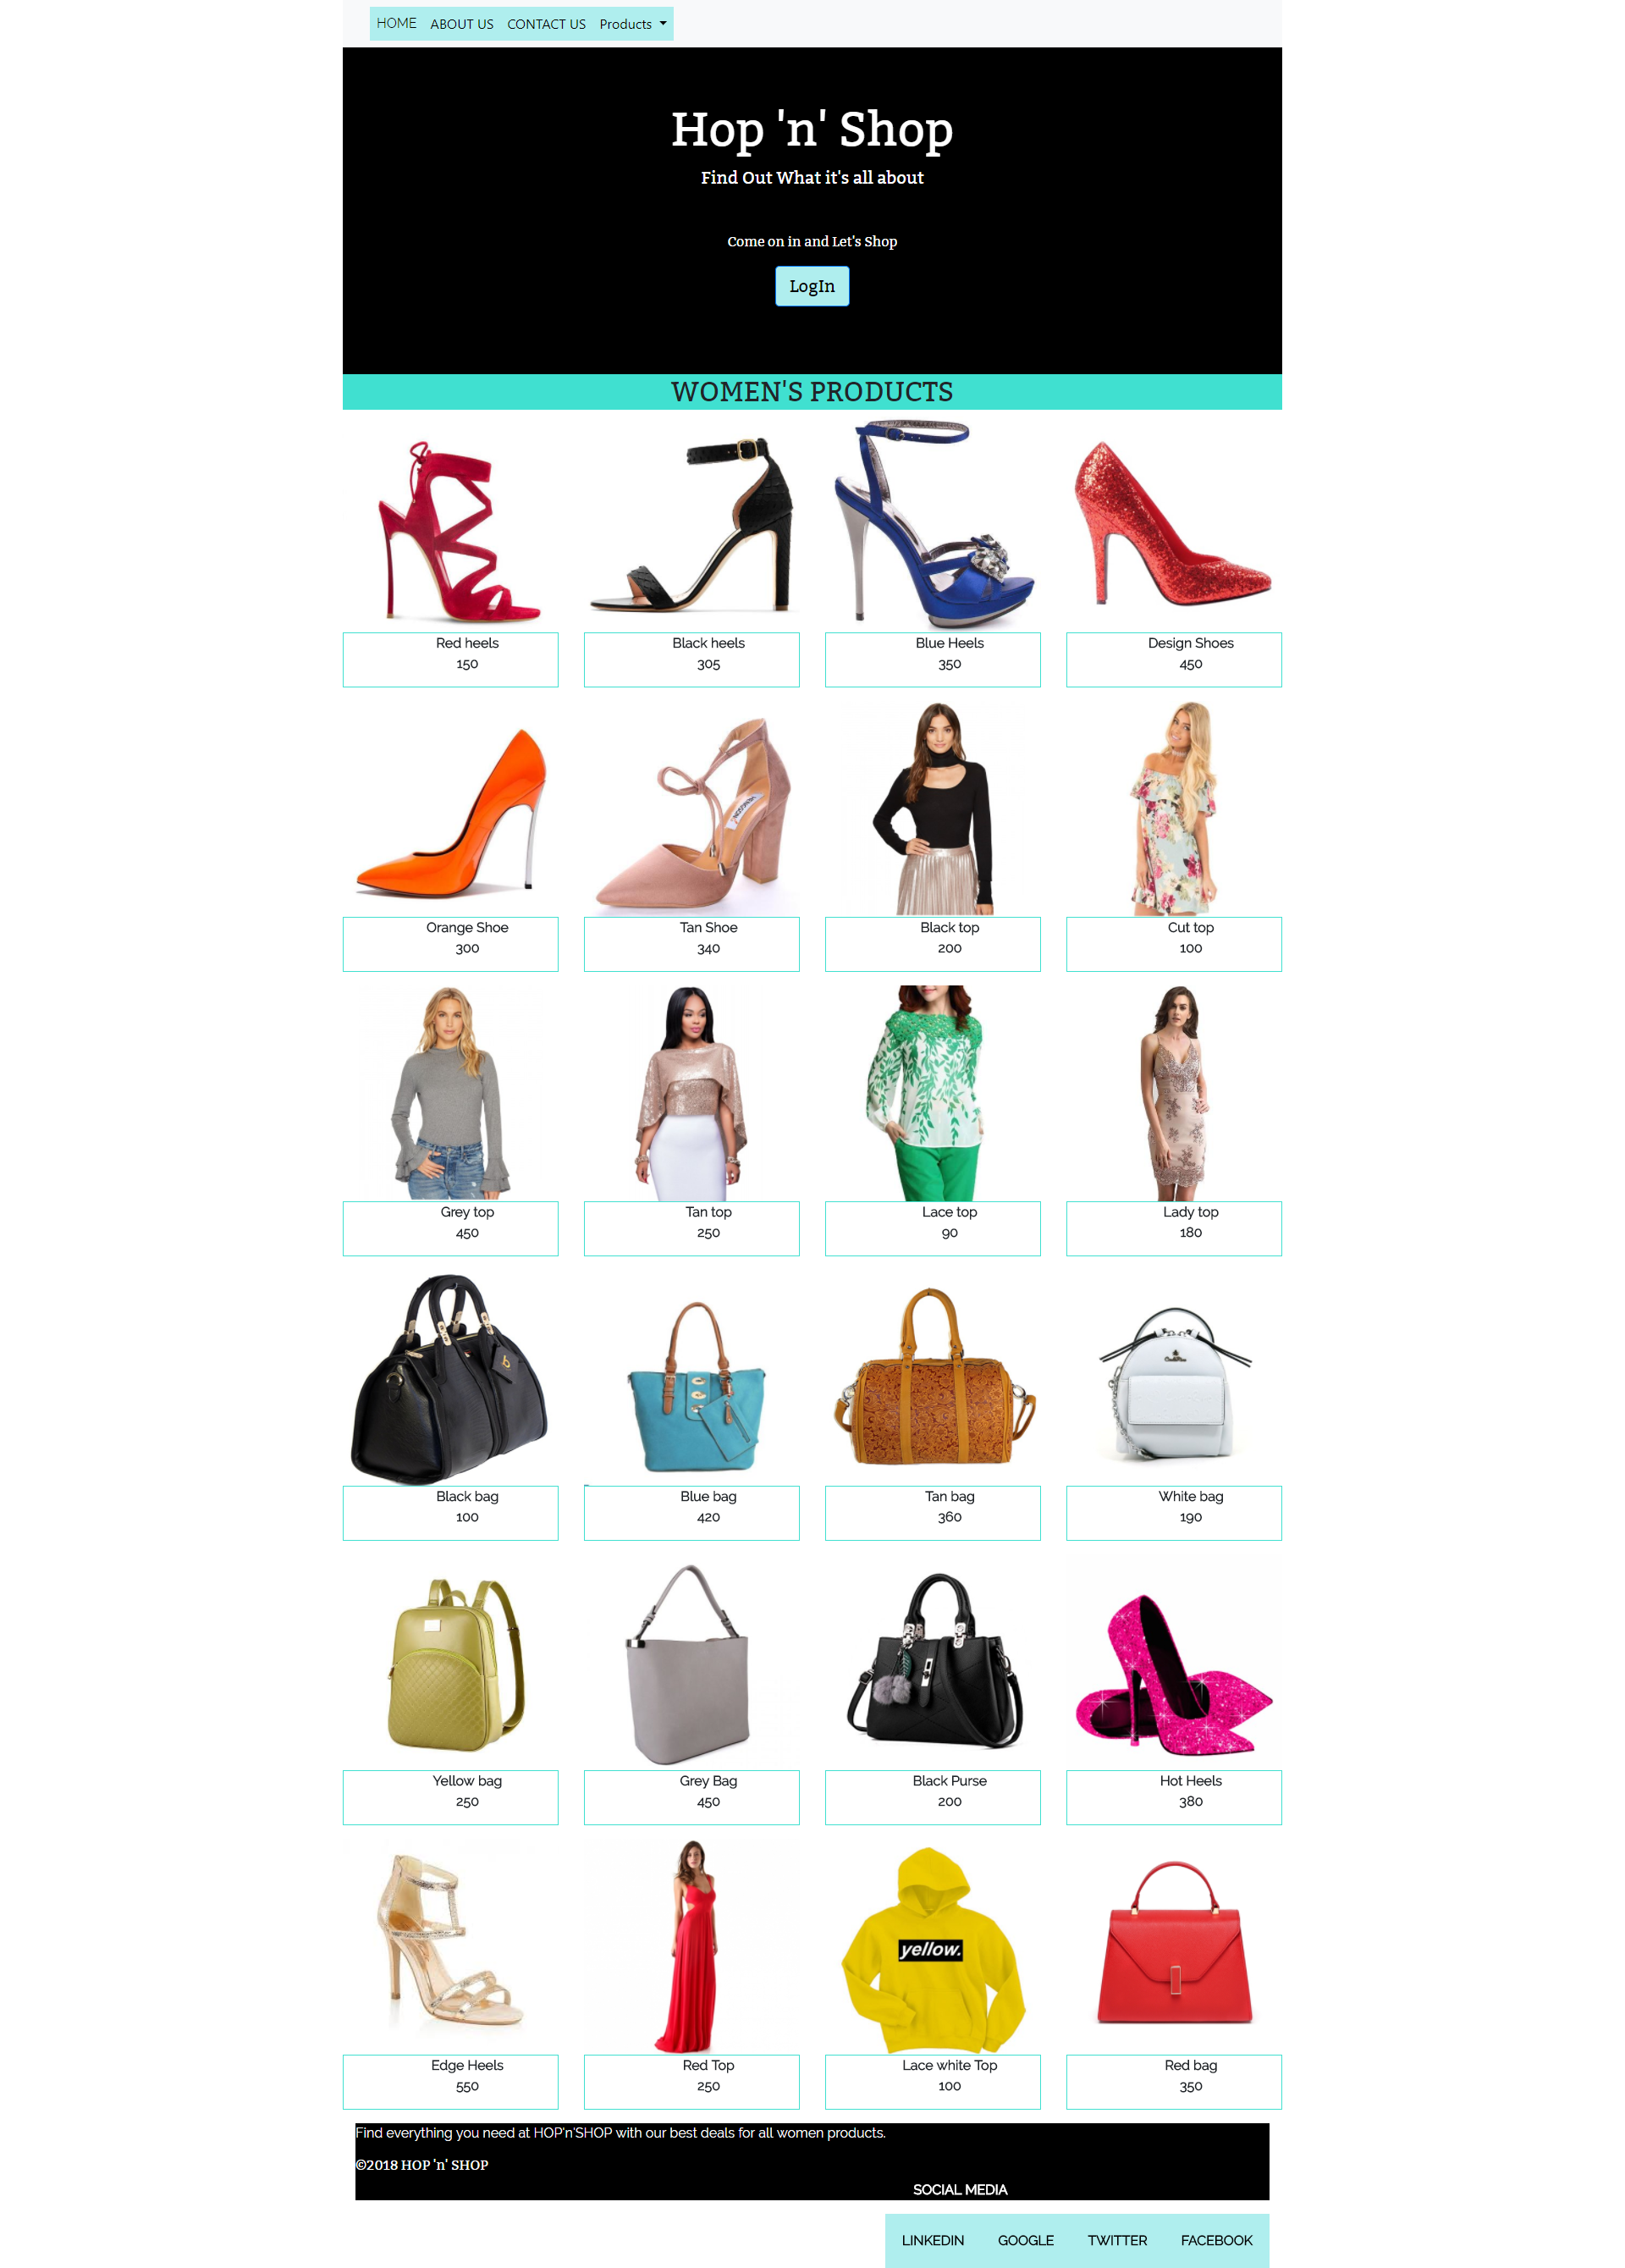 HOME ABOUT US CONTACT US Products
Hop 'n' Shop
Find Out What it's all about
Come on in and Let's Shop
LogIn
WOMEN'S PRODUCTS
Red heels
150
Black heels
305
Blue Heels
350
Design Shoes
450
Orange Shoe
300
Tan Shoe
340
Black top
200
Cut top
100
Grey top
450
Tan top
250
Lace top
90
Lady top
180
Black bag
100
Blue bag
420
Tan bag
360
White bag
190
Yellow bag
250
Grey Bag
450
Black Purse
200
Hot Heels
380
yellow.
Edge Heels
550
Red Top
250
Lace white Top
100
Red bag
350
Find everything you need at HOP'n'SHOP with our best deals for all women products.
©2018 HOP 'n' SHOP
SOCIAL MEDIA
LINKEDIN GOOGLE TWITTER FACEBOOK